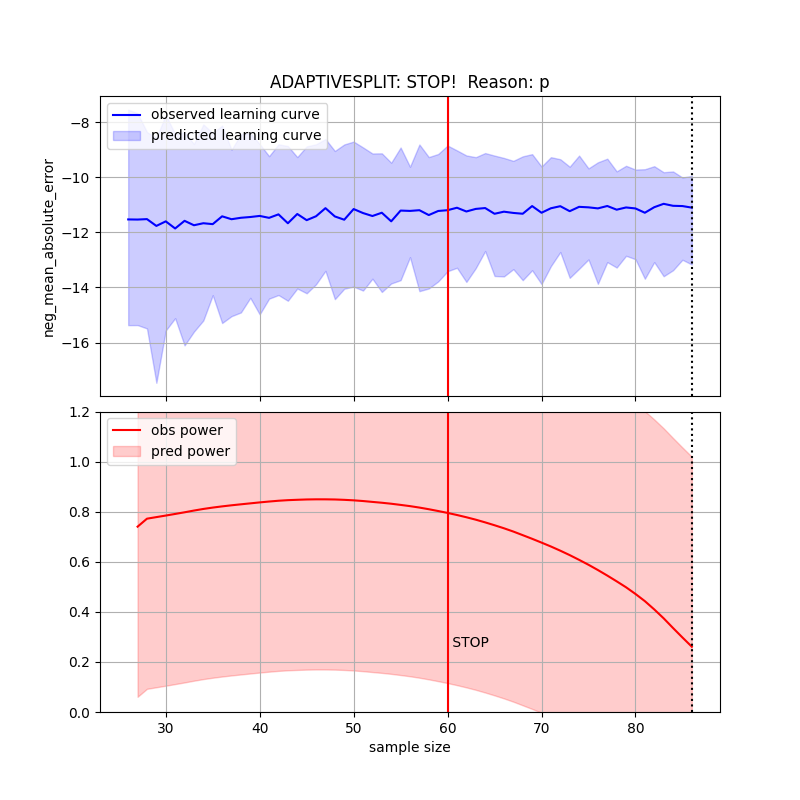 ADAPTIVESPLIT: STOP!  Reason: p
observed learning curve
predicted learning curve
neg_mean_absolute_error
−8
−10
−12
−14
−16
obs power
pred power
1.2
1.0
0.8
0.6
0.4
0.2
0.0
STOP
30 40 50 60 70 80
sample size